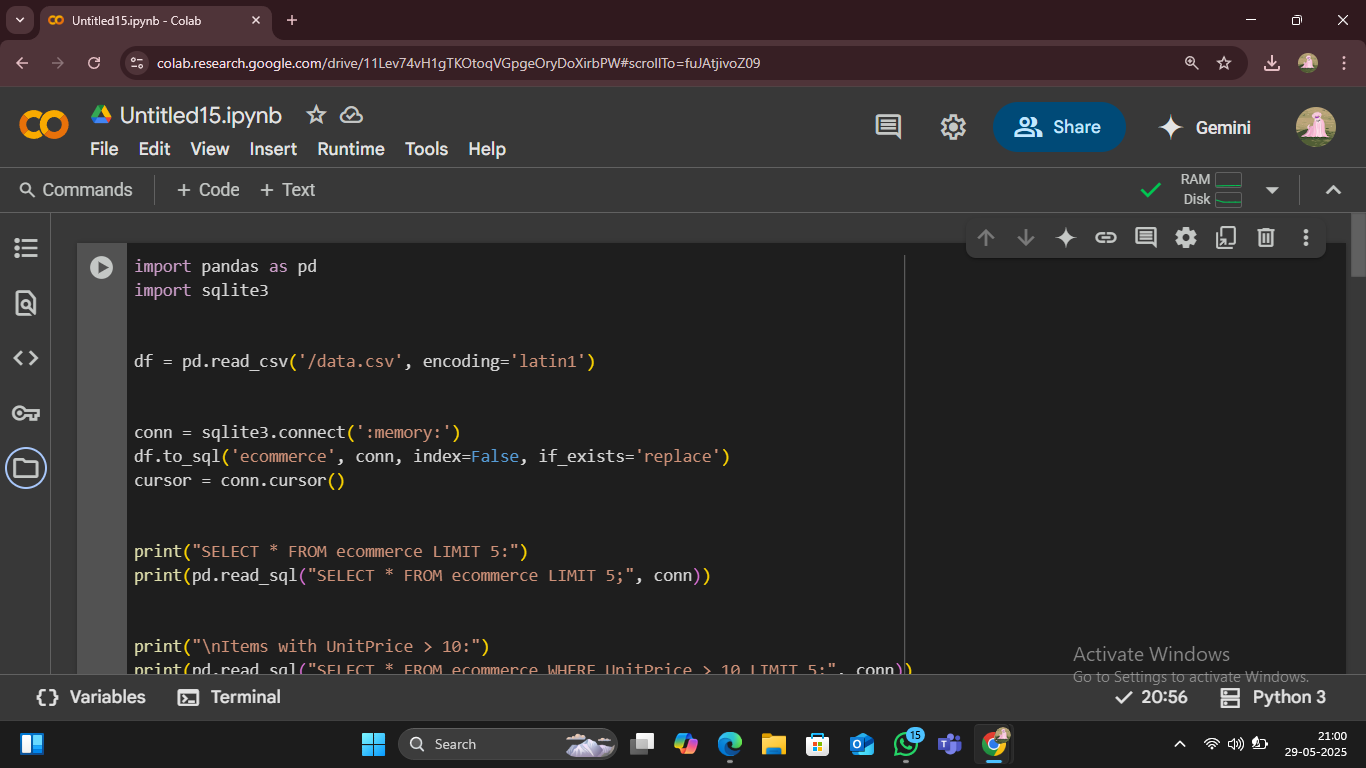 Untitled15.ipynb - Colab
colab.research.google.com/drive/11Lev74vH1gTKOtoqVGpgeOryDoXirbPW#scrollTo=fuJAtjivoZ09
Untitled15.ipynb
File Edit View Insert Runtime Tools Help
Share
Gemini
Commands + Code + Text
RAM
Disk
import pandas as pd
import sqlite3
df = pd.read_csv('/data.csv', encoding='latin1')
conn = sqlite3.connect(':memory:')
df.to_sql('ecommerce', conn, index=False, if_exists='replace')
cursor = conn.cursor()
print("SELECT * FROM ecommerce LIMIT 5:")
print(pd.read_sql("SELECT * FROM ecommerce LIMIT 5;", conn))
print("\nItems with UnitPrice > 10:")
print(pd.read_sql("SELECT * FROM ecommerce WHERE UnitPrice > 10 LIMIT 5;", conn))
Activate Windows
Go to Settings to activate Windows.
{} Variables Terminal
20:56 Python 3
Search
15
21:00
29-05-2025